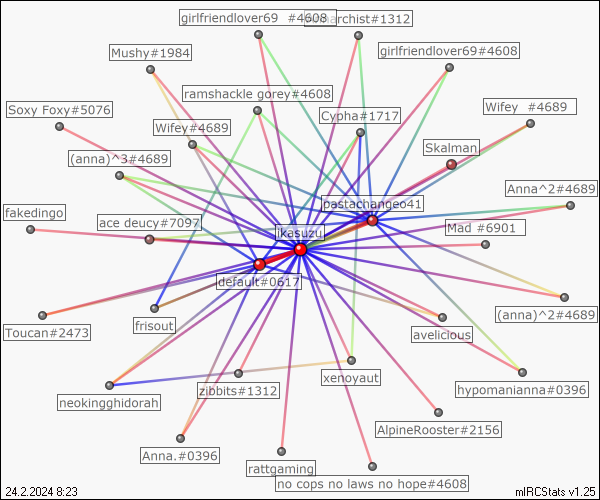 girlfriendlover69 #4608
archist#1312
Mushy#1984
girlfriendlover69#4608
ramshackle gorey#4608
Soxy Foxy#5076
Cypha#1717
Wifey #4689
Wifey#4689
Skalman
(anna)^3#4689
Anna^2#4689
pastachangeo41
fakedingo
ace deucy#7097
Mad #6901
ikasuzu
default#0617
(anna)^2#4689
Toucan#2473
frisout
avelicious
xenoyaut
hypomanianna#0396
zibbits#1312
neokingghidorah
AlpineRooster#2156
Anna.#0396
rattgaming
no cops no laws no hope#4608
24.2.2024 8:23
mIRCStats v1.25